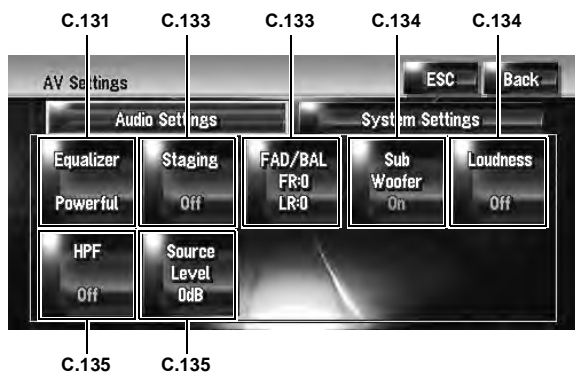 C.131 C.133 C.133 C.134 C.134
AV Settings ESC Back
Audio Settings System Settings
Equalizer Staging FAD/BAL Sub Loudness
FR:0 Woofer
Powerful Off LR:0 On Off
HPF Source
Level
Off 0dB
C.135 C.135